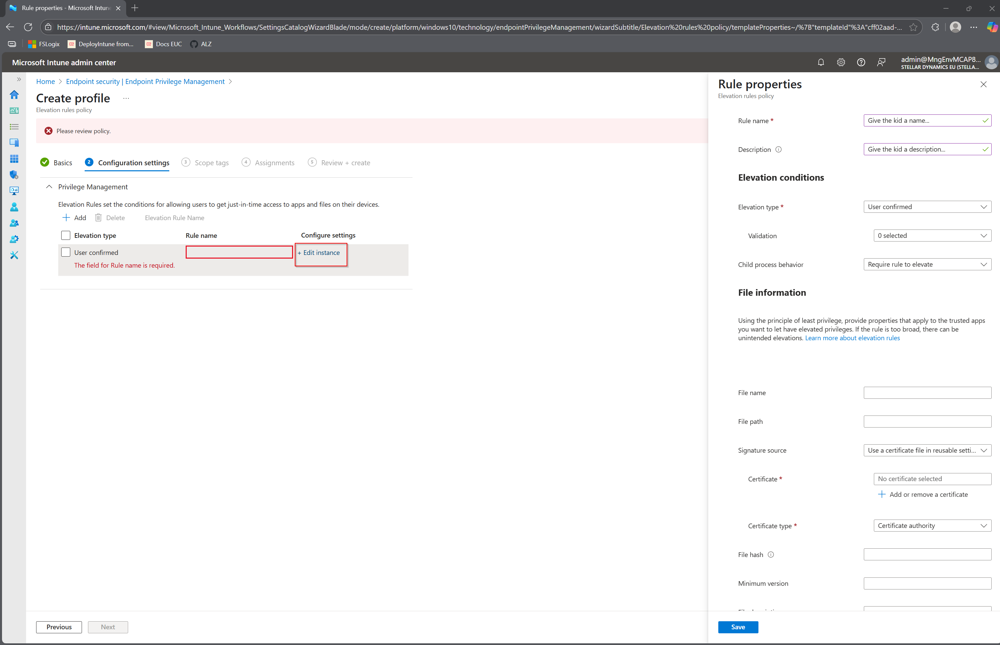 Rule properties - Microsoft Intune
https://intune.microsoft.com/#view/Microsoft_Intune_Workflows/SettingsCatalogWizardBlade/mode/create/platform/windows10/technology/endpointPrivilegeManagement/wizardSubtitle/Elevation%20rules%20policy/templateProperties~/%7B"templateId"%3A"cff02aad-...
FSLogix
DeployIntune from...
Docs EUC
ALZ
Microsoft Intune admin center
admin@MngEnvMCAP8...
STELLAR DYNAMICS EU (STELLA...
Home > Endpoint security | Endpoint Privilege Management >
Create profile ...
Elevation rules policy
Please review policy.
Basics
2 Configuration settings
3 Scope tags
4 Assignments
5 Review + create
Privilege Management
Elevation Rules set the conditions for allowing users to get just-in-time access to apps and files on their devices.
+ Add
Delete
Elevation Rule Name
Elevation type
Rule name
Configure settings
User confirmed
+ Edit instance
The field for Rule name is required.
Previous
Next
Rule properties
Elevation rules policy
Rule name *
Give the kid a name...
Description
Give the kid a description...
Elevation conditions
Elevation type *
User confirmed
Validation
0 selected
Child process behavior
Require rule to elevate
File information
Using the principle of least privilege, provide properties that apply to the trusted apps
you want to let have elevated privileges. If the rule is too broad, there can be
unintended elevations. Learn more about elevation rules
File name
File path
Signature source
Use a certificate file in reusable setti...
Certificate *
No certificate selected
+ Add or remove a certificate
Certificate type *
Certificate authority
File hash
Minimum version
Save